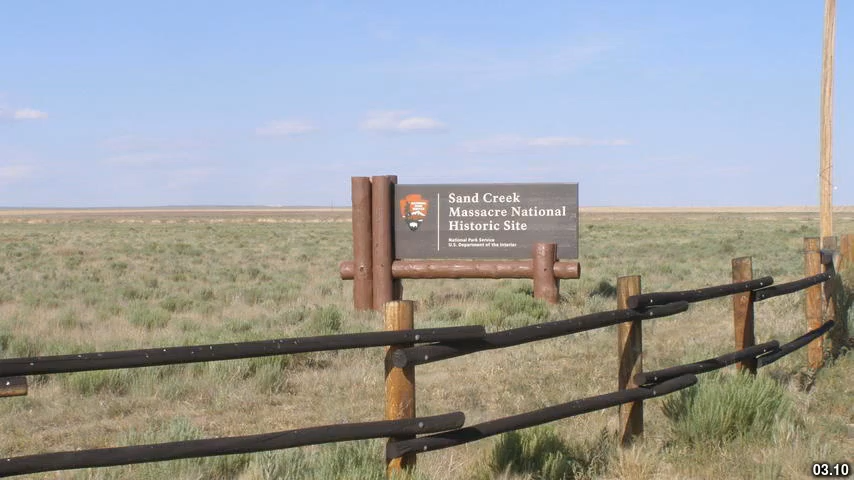 Sand Creek
Massacre National
Historic Site
National Park Service
U.S. Department of the Interior
03.10